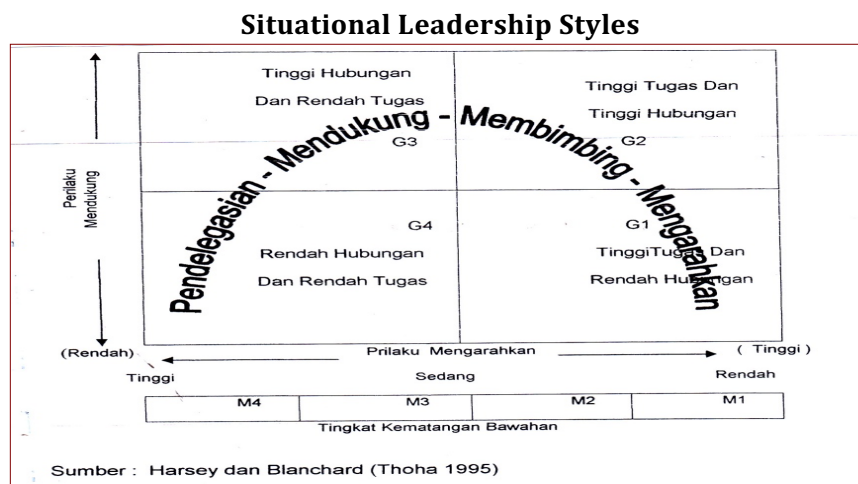 Situational Leadership Styles
Tinggi Hubungan
Dan Rendah Tugas
Tinggi Tugas Dan
Tinggi Hubungan
Pendelegasian - Mendukung - Membimbing - Mengarahkan
G3
G2
Perilaku
Mendukung
G4
G1
Rendah Hubungan
Dan Rendah Tugas
TinggiTugas Dan
Rendah Hubungan
(Rendah)
Prilaku Mengarahkan
( Tinggi )
Tinggi
Sedang
Rendah
M4
M3
M2
M1
Tingkat Kematangan Bawahan
Sumber : Harsey dan Blanchard (Thoha 1995)